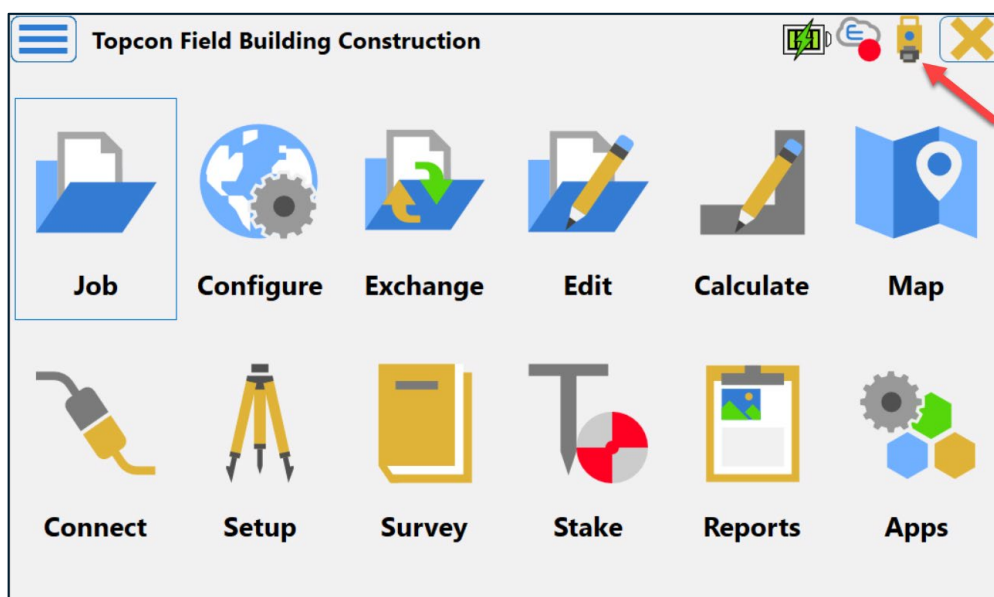 Topcon Field Building Construction
Job Configure Exchange Edit Calculate Map
Connect Setup Survey Stake Reports Apps